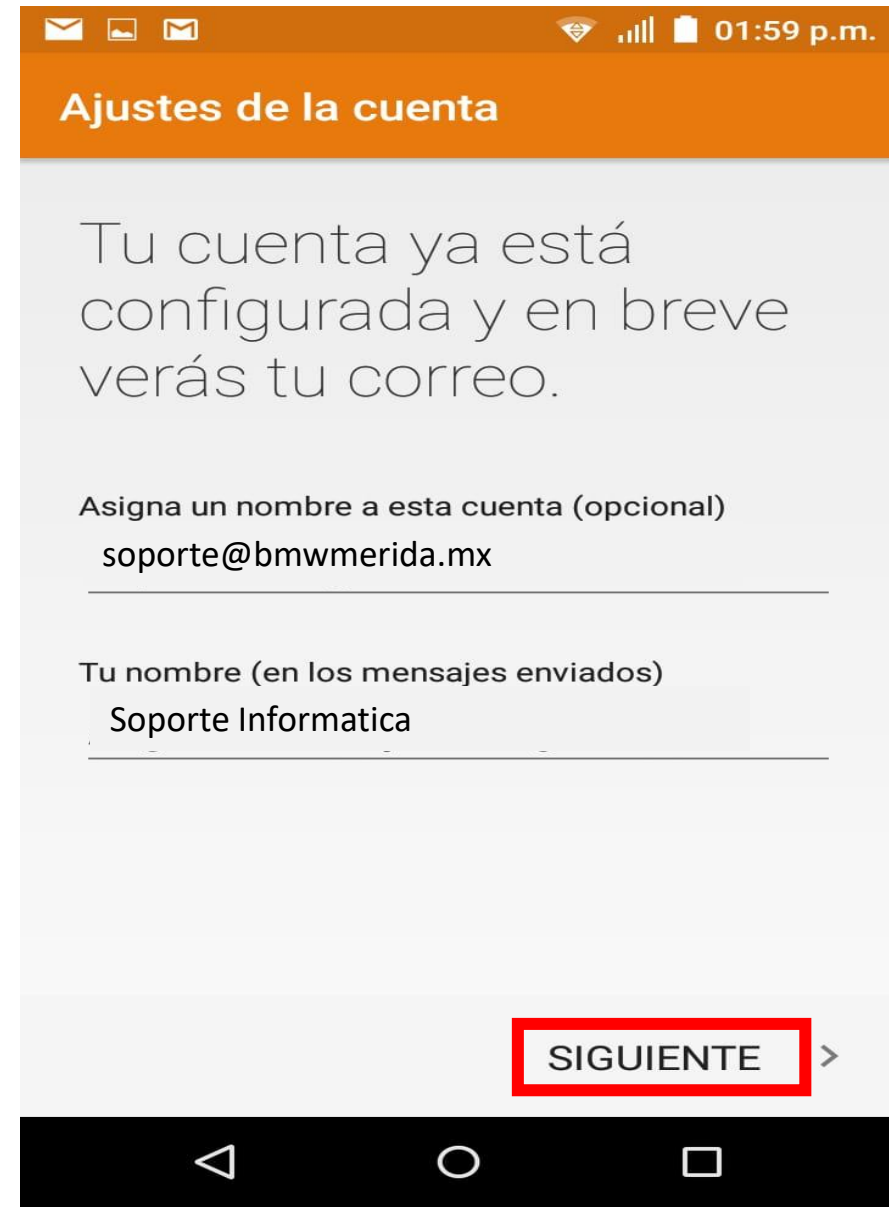 01:59 p.m.
Ajustes de la cuenta
Tu cuenta ya está
configurada y en breve
verás tu correo.
Asigna un nombre a esta cuenta (opcional)
soporte@bmwmerida.mx
Tu nombre (en los mensajes enviados)
Soporte Informatica
SIGUIENTE >